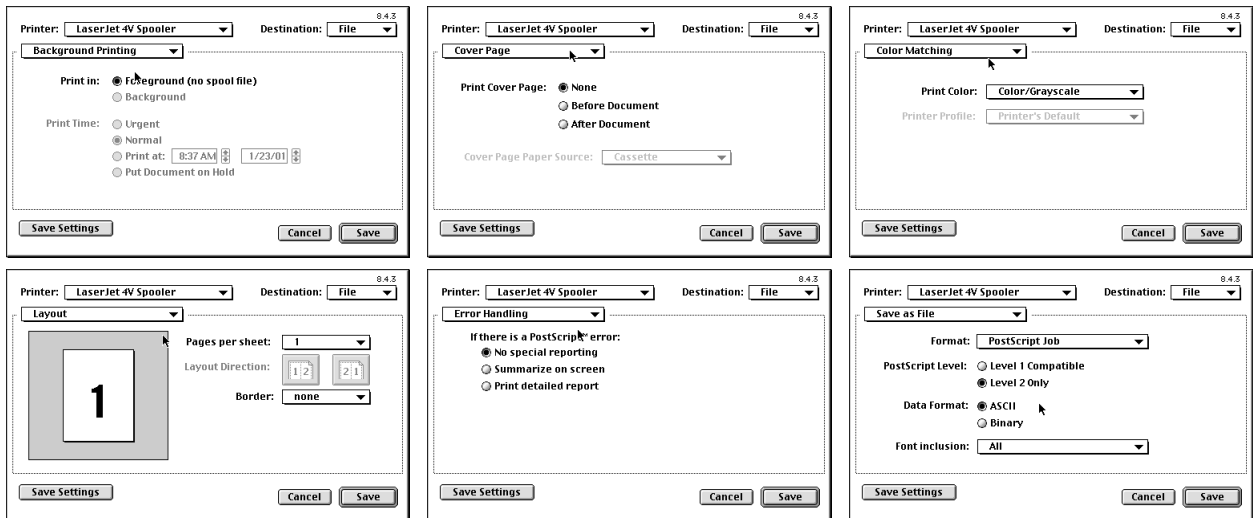 8.4.3
Printer: LaserJet 4V Spooler Destination: File
Background Printing
Print in: Foreground (no spool file)
Background
Print Time: Urgent
Normal
Print at: 8:37 AM 1/23/01
Put Document on Hold
Save Settings
Cancel Save
8.4.3
Printer: LaserJet 4V Spooler Destination: File
Cover Page
Print Cover Page: None
Before Document
After Document
Cover Page Paper Source: Cassette
Save Settings
Cancel Save
8.4.3
Printer: LaserJet 4V Spooler Destination: File
Color Matching
Print Color: Color/Grayscale
Printer Profile: Printer's Default
Save Settings
Cancel Save
8.4.3
Printer: LaserJet 4V Spooler Destination: File
Layout
1
Pages per sheet: 1
Layout Direction: 1 2 2 1
Border: none
Save Settings
Cancel Save
8.4.3
Printer: LaserJet 4V Spooler Destination: File
Error Handling
If there is a PostScript™ error:
No special reporting
Summarize on screen
Print detailed report
Save Settings
Cancel Save
8.4.3
Printer: LaserJet 4V Spooler Destination: File
Save as File
Format: PostScript Job
PostScript Level: Level 1 Compatible
Level 2 Only
Data Format: ASCII
Binary
Font inclusion: All
Save Settings
Cancel Save